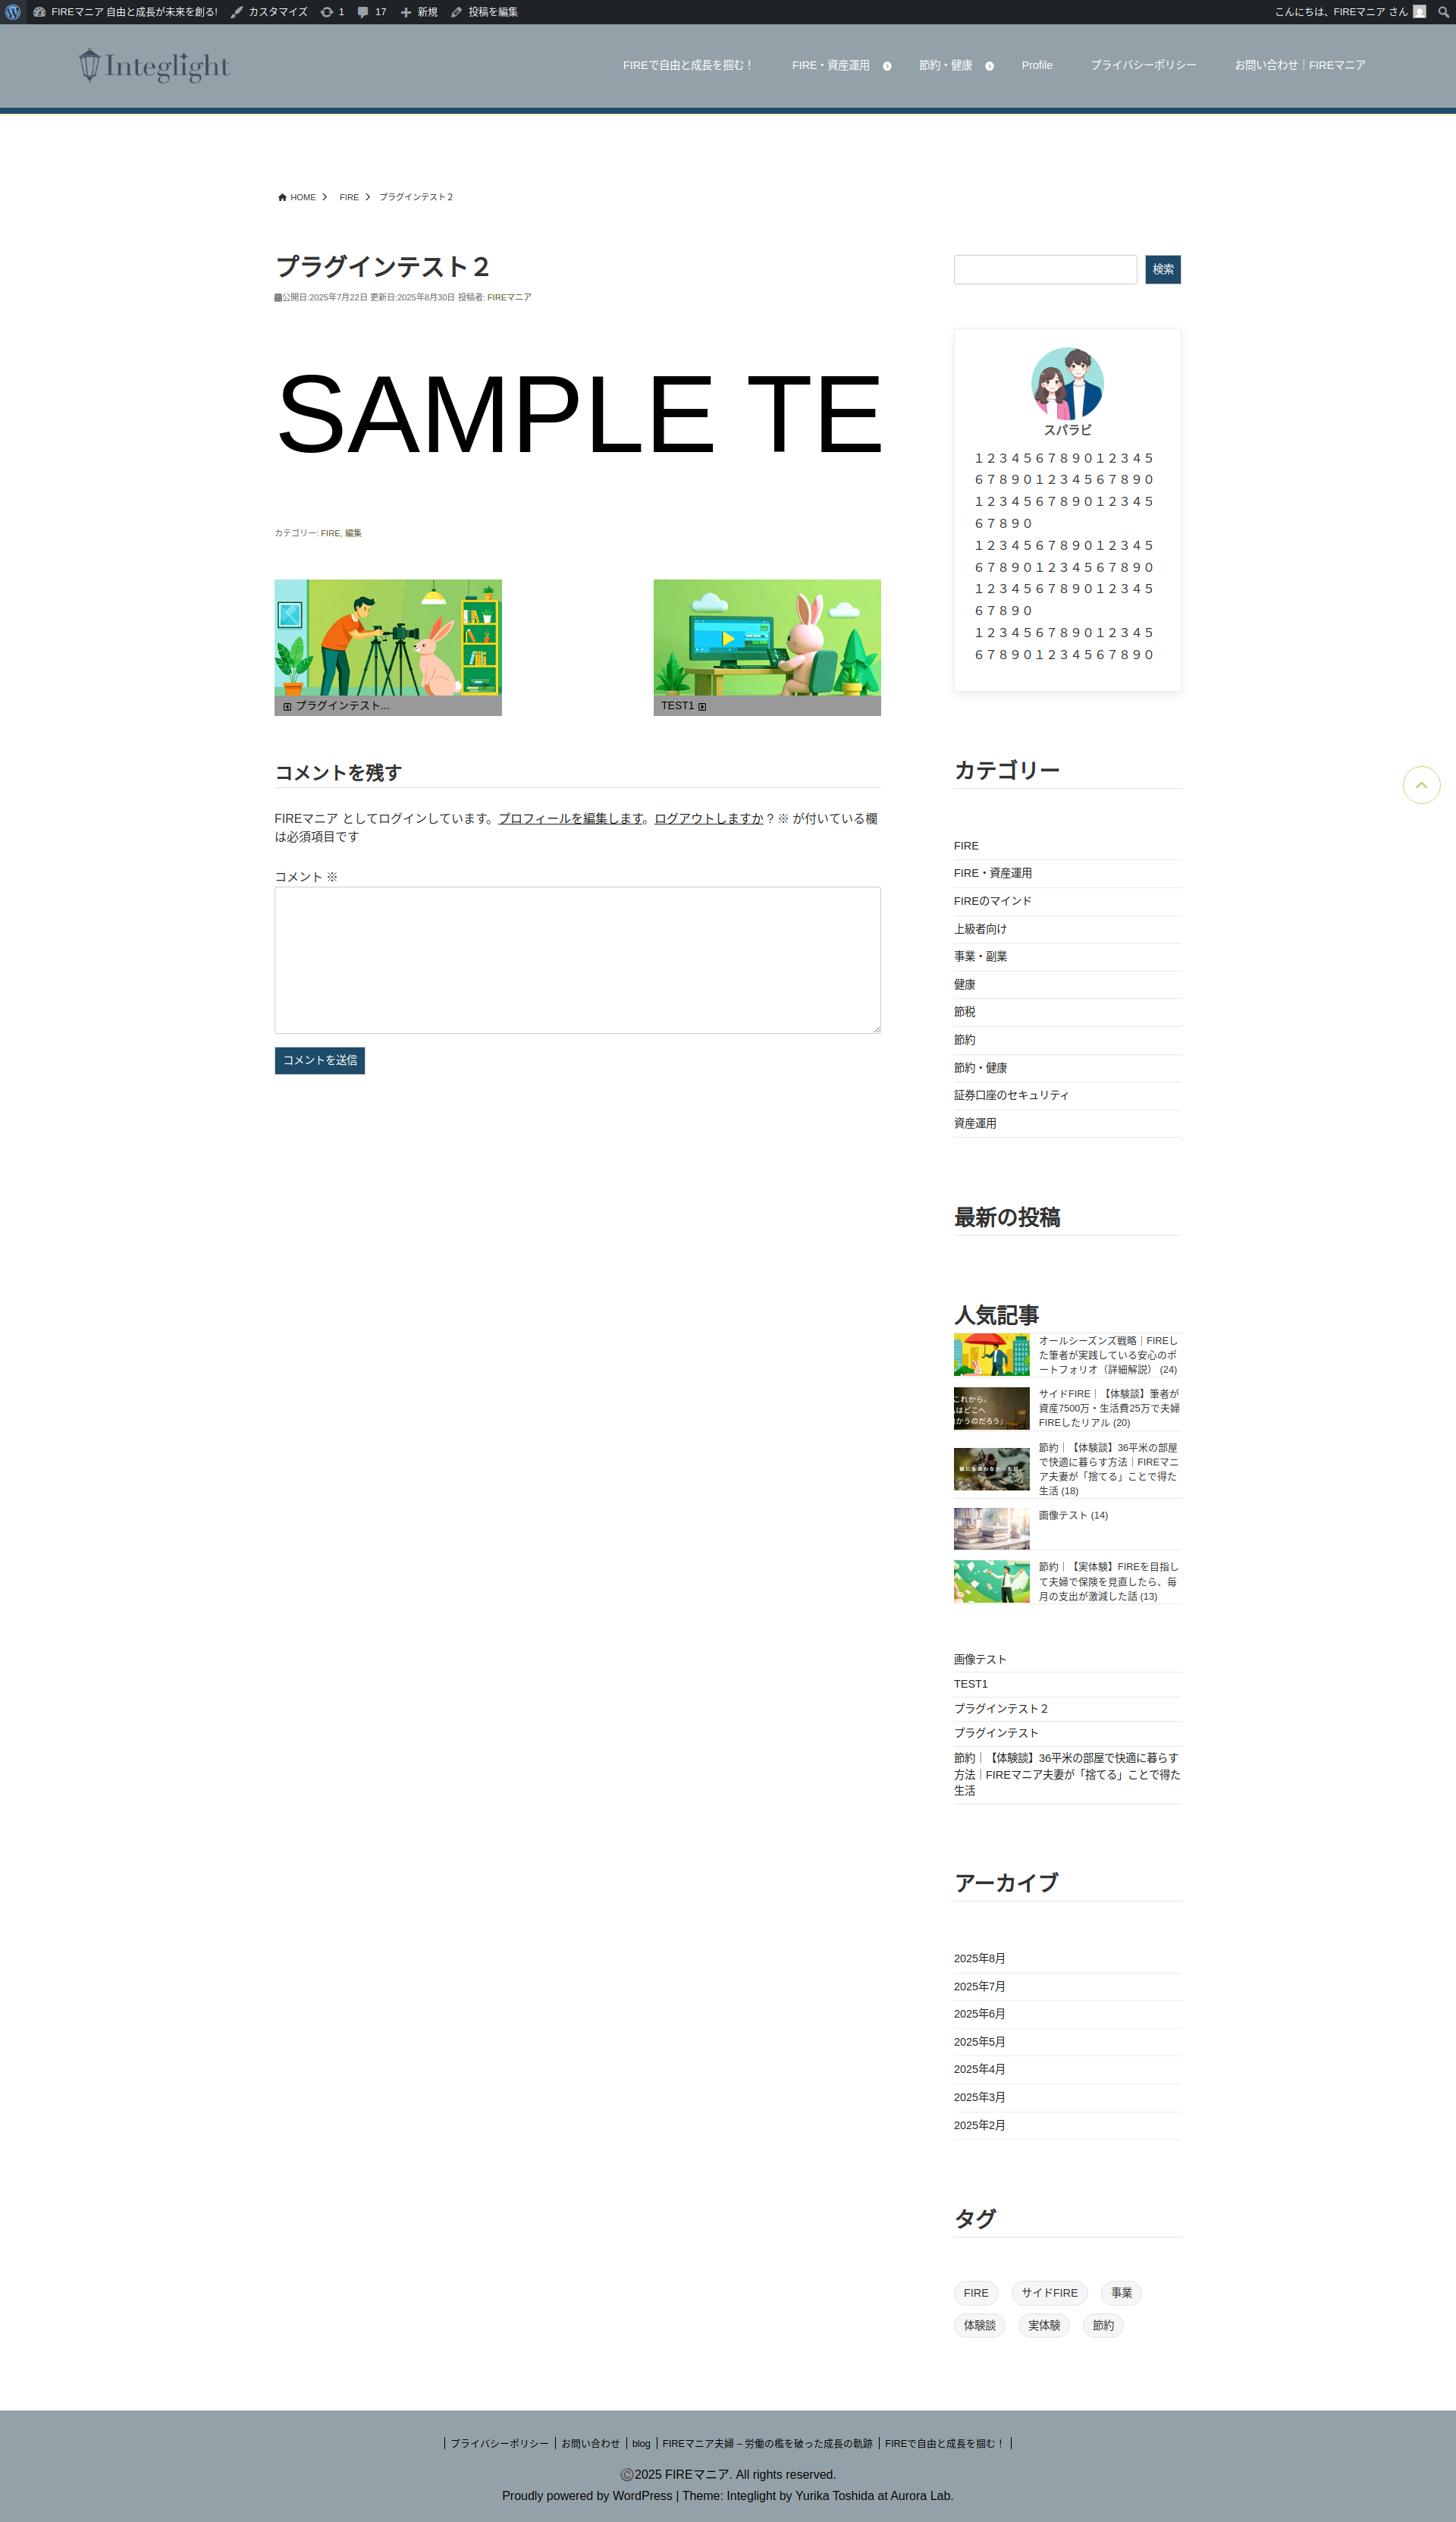 FIREマニア 自由と成長が未来を創る! カスタマイズ 1 17 新規 投稿を編集 こんにちは、FIREマニア さん
Integlight FIREで自由と成長を掴む！ FIRE・資産運用 節約・健康 Profile プライバシーポリシー お問い合わせ｜FIREマニア
HOME FIRE プラグインテスト２
プラグインテスト２
公開日:2025年7月22日 更新日:2025年8月30日 投稿者: FIREマニア
SAMPLE TE
カテゴリー: FIRE, 編集
プラグインテスト...
TEST1
コメントを残す
FIREマニア としてログインしています。プロフィールを編集します。ログアウトしますか ? ※ が付いている欄
は必須項目です
コメント ※
コメントを送信
検索
スパラビ
１２３４５６７８９０１２３４５
６７８９０１２３４５６７８９０
１２３４５６７８９０１２３４５
６７８９０
１２３４５６７８９０１２３４５
６７８９０１２３４５６７８９０
１２３４５６７８９０１２３４５
６７８９０
１２３４５６７８９０１２３４５
６７８９０１２３４５６７８９０
カテゴリー
FIRE
FIRE・資産運用
FIREのマインド
上級者向け
事業・副業
健康
節税
節約
節約・健康
証券口座のセキュリティ
資産運用
最新の投稿
人気記事
オールシーズンズ戦略｜FIREし
た筆者が実践している安心のポ
ートフォリオ（詳細解説） (24)
これから、
はどこへ
かうのだろう」
サイドFIRE｜【体験談】筆者が
資産7500万・生活費25万で夫婦
FIREしたリアル (20)
節約｜【体験談】36平米の部屋
で快適に暮らす方法｜FIREマニ
ア夫妻が「捨てる」ことで得た
生活 (18)
画像テスト (14)
節約｜【実体験】FIREを目指し
て夫婦で保険を見直したら、毎
月の支出が激減した話 (13)
画像テスト
TEST1
プラグインテスト２
プラグインテスト
節約｜【体験談】36平米の部屋で快適に暮らす
方法｜FIREマニア夫妻が「捨てる」ことで得た
生活
アーカイブ
2025年8月
2025年7月
2025年6月
2025年5月
2025年4月
2025年3月
2025年2月
タグ
FIRE サイドFIRE 事業
体験談 実体験 節約
プライバシーポリシー お問い合わせ blog FIREマニア夫婦 – 労働の檻を破った成長の軌跡 FIREで自由と成長を掴む！
©2025 FIREマニア. All rights reserved.
Proudly powered by WordPress | Theme: Integlight by Yurika Toshida at Aurora Lab.